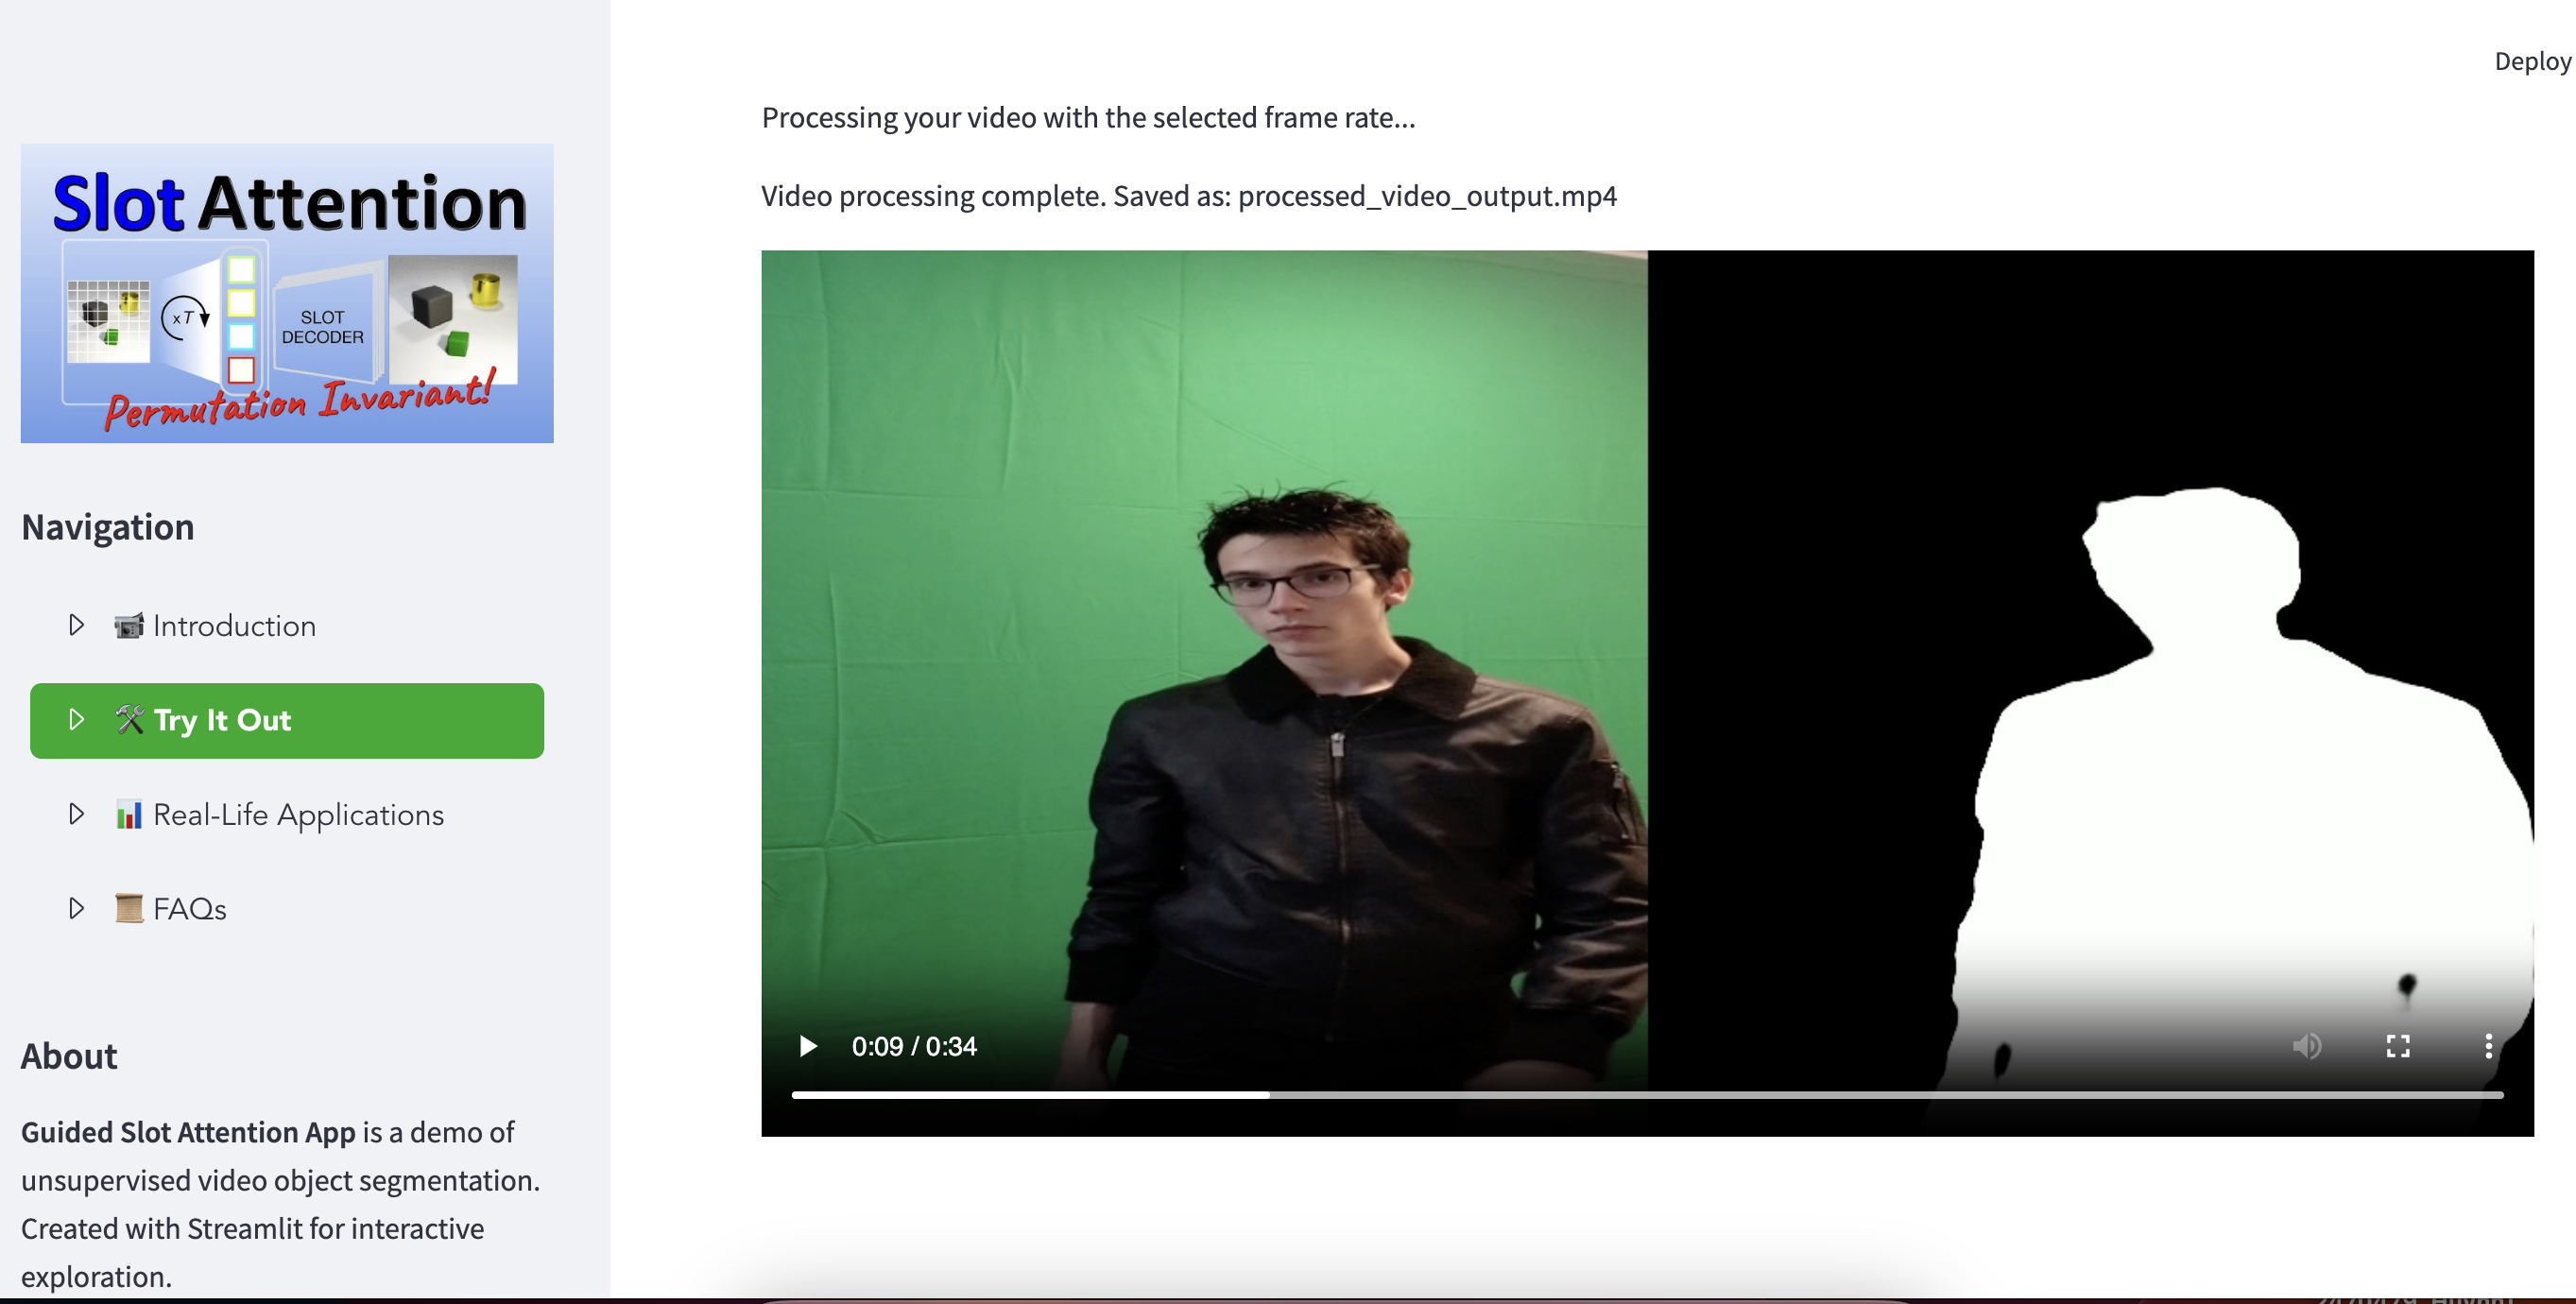 Deploy
Slot Attention
xT
SLOT
DECODER
Permutation Invariant!
Navigation
Introduction
Try It Out
Real-Life Applications
FAQs
About
Guided Slot Attention App is a demo of
unsupervised video object segmentation.
Created with Streamlit for interactive
exploration.
Processing your video with the selected frame rate...
Video processing complete. Saved as: processed_video_output.mp4
0:09 / 0:34